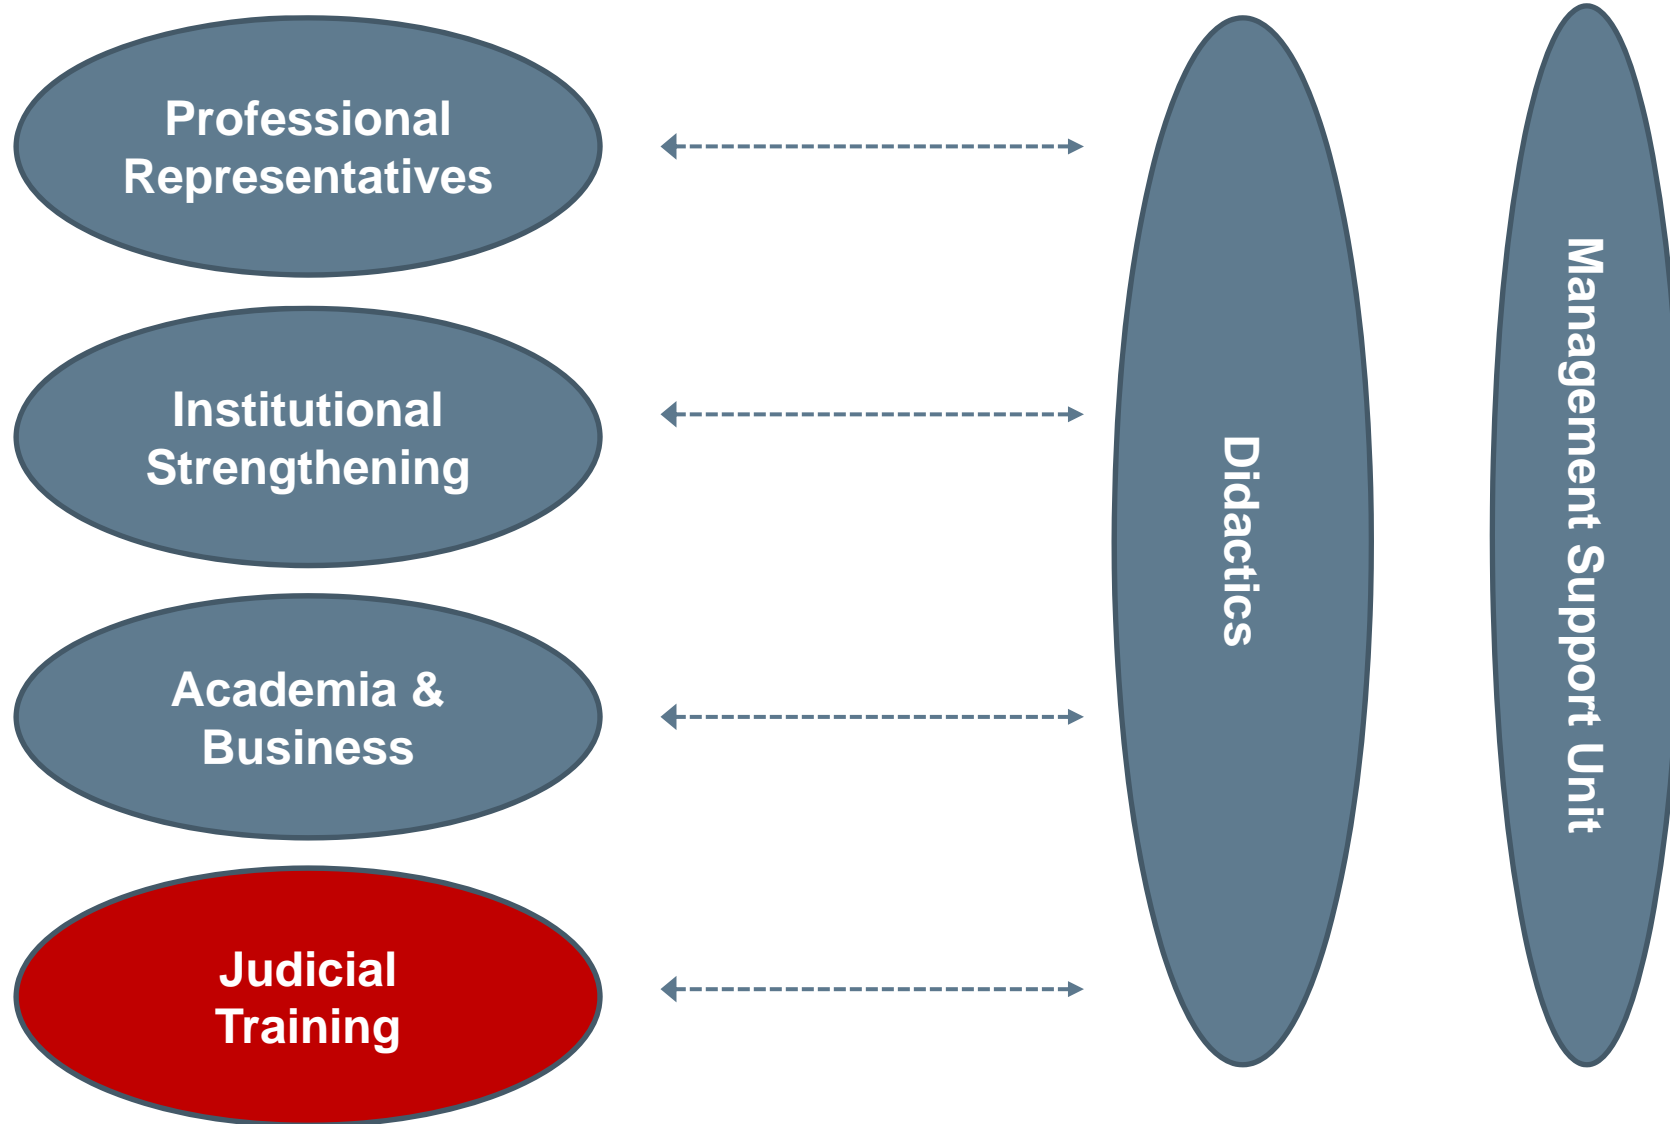 Professional
Representatives
Institutional
Strengthening
Academia &
Business
Judicial
Training
Didactics
Management Support Unit